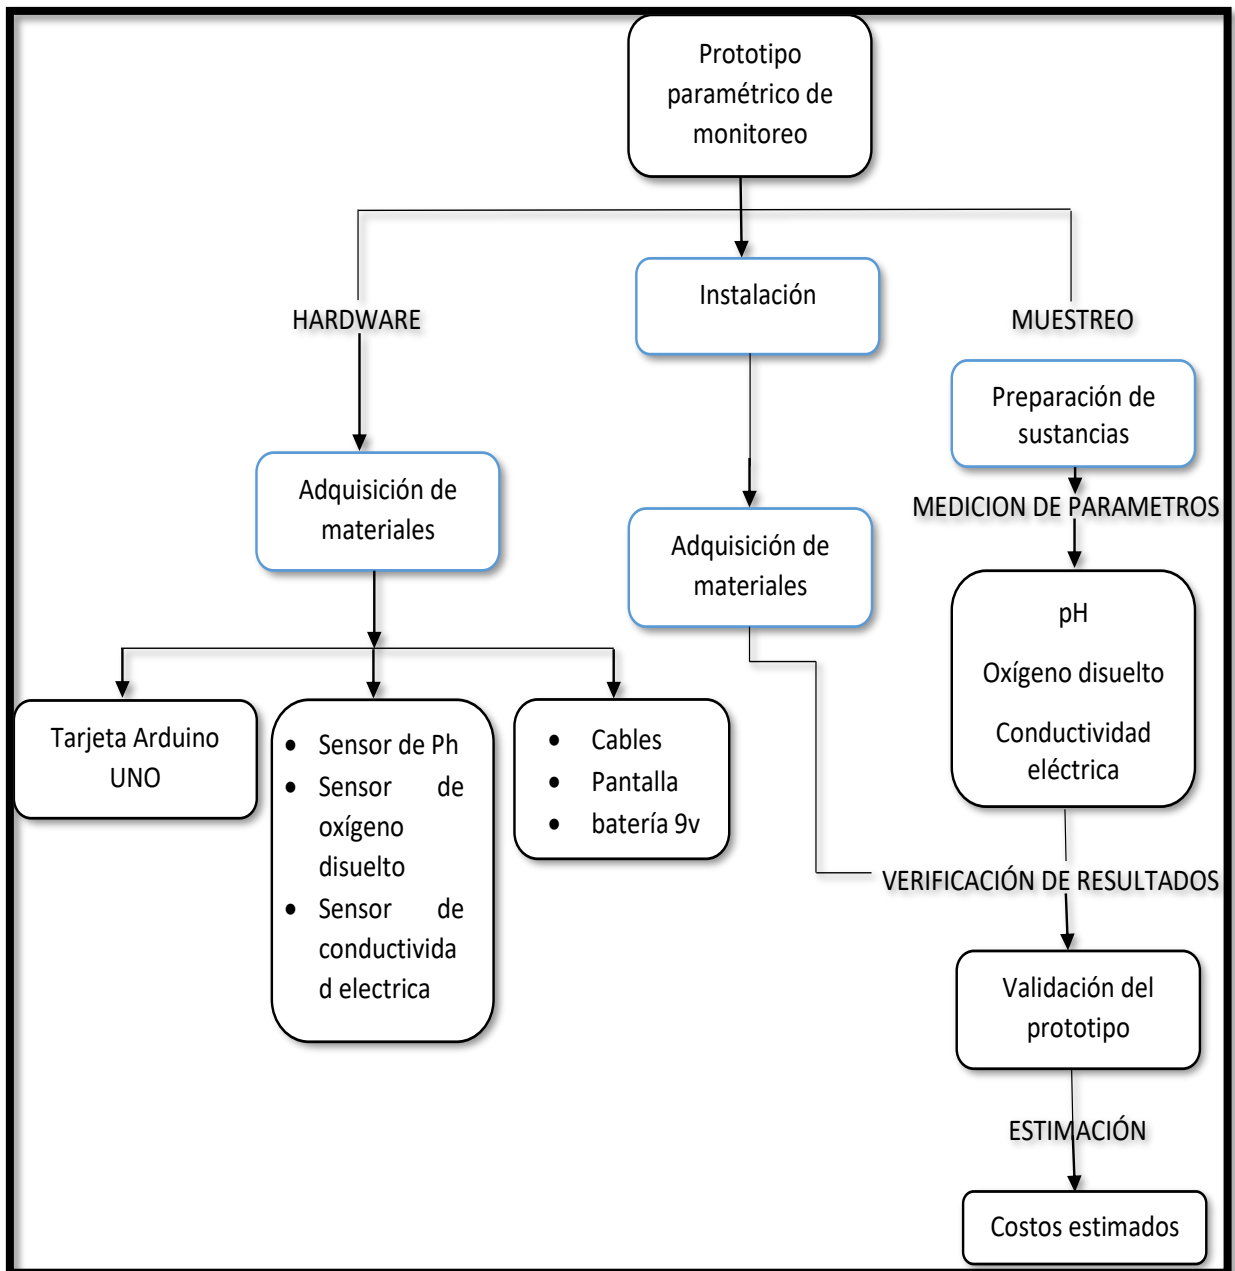 Prototipo
paramétrico de
monitoreo
Instalación
HARDWARE
MUESTREO
Preparación de
sustancias
Adquisición de
materiales
MEDICION DE PARAMETROS
Adquisición de
materiales
pH
Oxígeno disuelto
Conductividad
eléctrica
Tarjeta Arduino
UNO
• Sensor de Ph
• Sensor de
oxígeno
disuelto
• Sensor de
conductivida
d electrica
• Cables
• Pantalla
• batería 9v
VERIFICACIÓN DE RESULTADOS
Validación del
prototipo
ESTIMACIÓN
Costos estimados